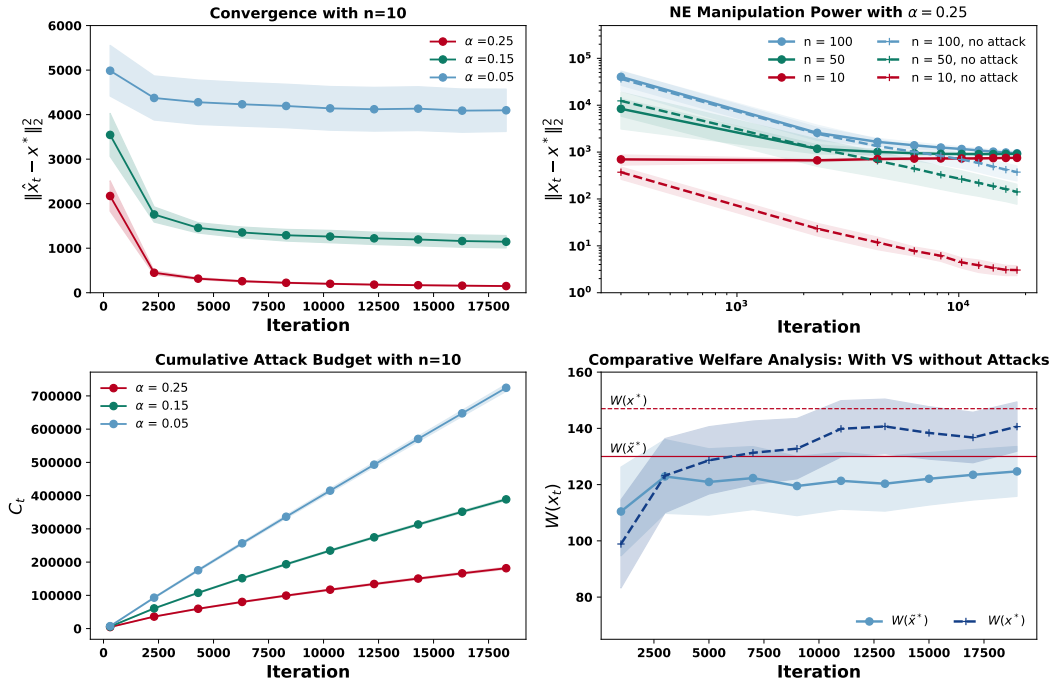 Convergence with n=10
6000
5000
4000
3000
2000
1000
0
‖x̂_t − x*‖₂²
α =0.25
α =0.15
α =0.05
0 2500 5000 7500 10000 12500 15000 17500
Iteration
NE Manipulation Power with α = 0.25
10⁵
10⁴
10³
10²
10¹
10⁰
‖x_t − x*‖₂²
n = 100
n = 50
n = 10
n = 100, no attack
n = 50, no attack
n = 10, no attack
10³ 10⁴
Iteration
Cumulative Attack Budget with n=10
700000
600000
500000
400000
300000
200000
100000
0
C_t
α = 0.25
α = 0.15
α = 0.05
0 2500 5000 7500 10000 12500 15000 17500
Iteration
Comparative Welfare Analysis: With VS without Attacks
160
140
120
100
80
W(x_t)
W(x*)
W(x̃*)
W(x̃*) W(x*)
2500 5000 7500 10000 12500 15000 17500
Iteration